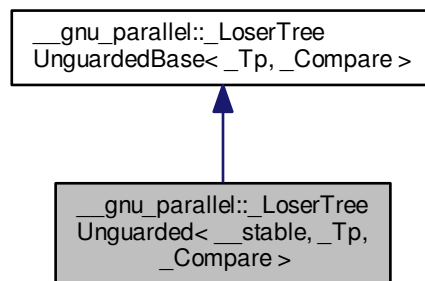 __gnu_parallel::_LoserTree
UnguardedBase< _Tp, _Compare >
__gnu_parallel::_LoserTree
Unguarded< __stable, _Tp,
_Compare >